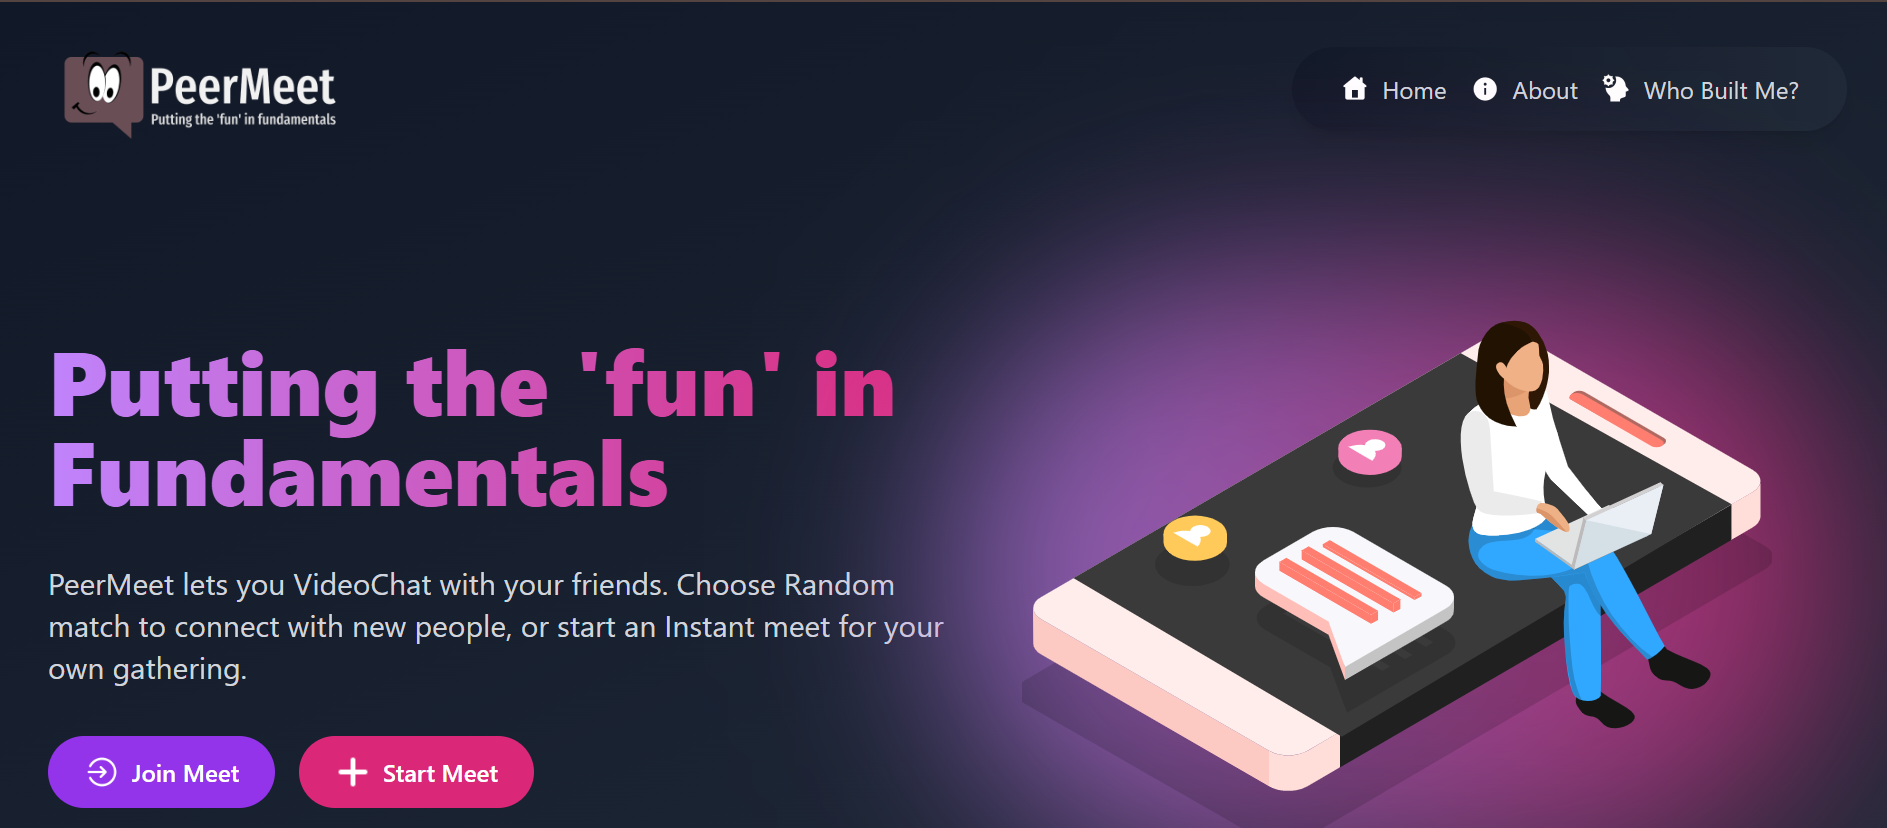 PeerMeet
Putting the 'fun' in fundamentals
Home
About
Who Built Me?
Putting the 'fun' in
Fundamentals
PeerMeet lets you VideoChat with your friends. Choose Random
match to connect with new people, or start an Instant meet for your
own gathering.
Join Meet
Start Meet